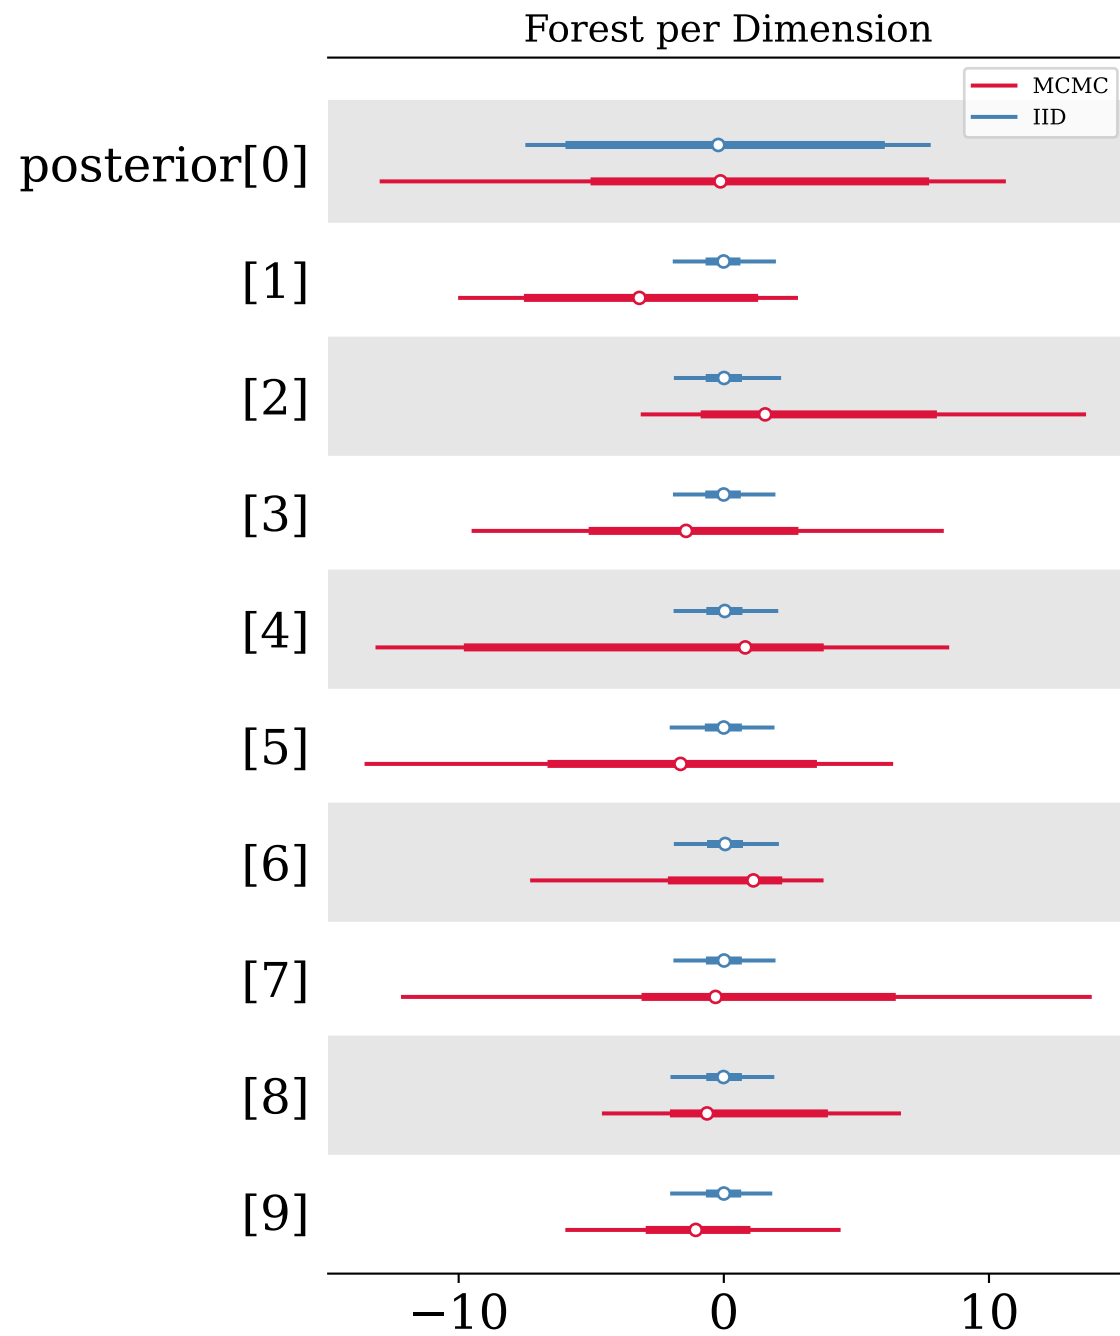 Forest per Dimension
MCMC
IID
posterior[0]
[1]
[2]
[3]
[4]
[5]
[6]
[7]
[8]
[9]
−10 0 10